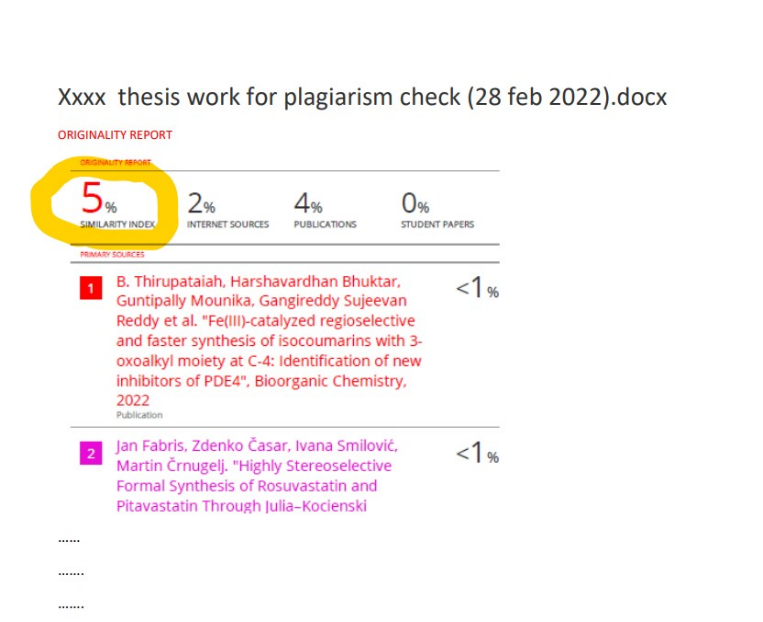 Xxxx  thesis work for plagiarism check (28 feb 2022).docx
ORIGINALITY REPORT
ORIGINALITY REPORT
5% 2% 4% 0%
SIMILARITY INDEX INTERNET SOURCES PUBLICATIONS STUDENT PAPERS
PRIMARY SOURCES
1 B. Thirupataiah, Harshavardhan Bhuktar, <1%
Guntipally Mounika, Gangireddy Sujeevan
Reddy et al. "Fe(III)-catalyzed regioselective
and faster synthesis of isocoumarins with 3-
oxoalkyl moiety at C-4: Identification of new
inhibitors of PDE4", Bioorganic Chemistry,
2022
Publication
2 Jan Fabris, Zdenko Časar, Ivana Smilović, <1%
Martin Črnugelj. "Highly Stereoselective
Formal Synthesis of Rosuvastatin and
Pitavastatin Through Julia–Kocienski
......
.......
.......